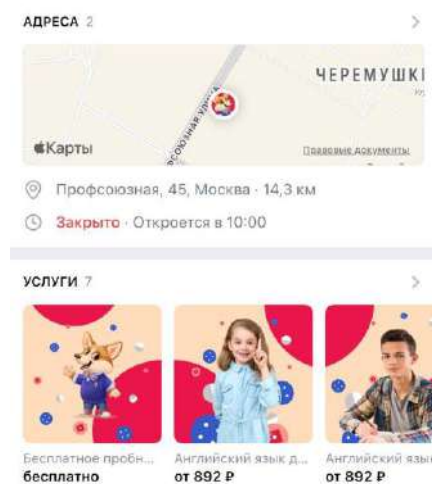 АДРЕСА 2
ЧЕРЕМУШКІ
Карты
Правовые документы
Профсоюзная, 45, Москва · 14,3 км
Закрыто · Откроется в 10:00
УСЛУГИ 7
Бесплатное пробн... Английский язык д... Английский язык
бесплатно от 892 ₽ от 892 ₽